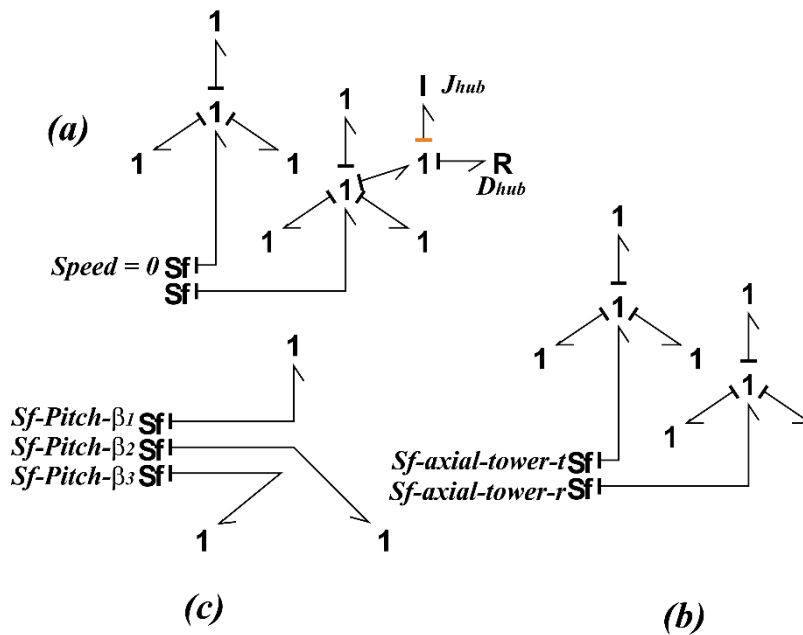 1
1
1
1
(a)
1
I Jhub
1
R
Dhub
1
1
1
Speed = 0 Sf
Sf
1
Sf-Pitch-β1 Sf
Sf-Pitch-β2 Sf
Sf-Pitch-β3 Sf
1
1
(c)
1
1
1
1
1
1
1
Sf-axial-tower-t Sf
Sf-axial-tower-r Sf
(b)